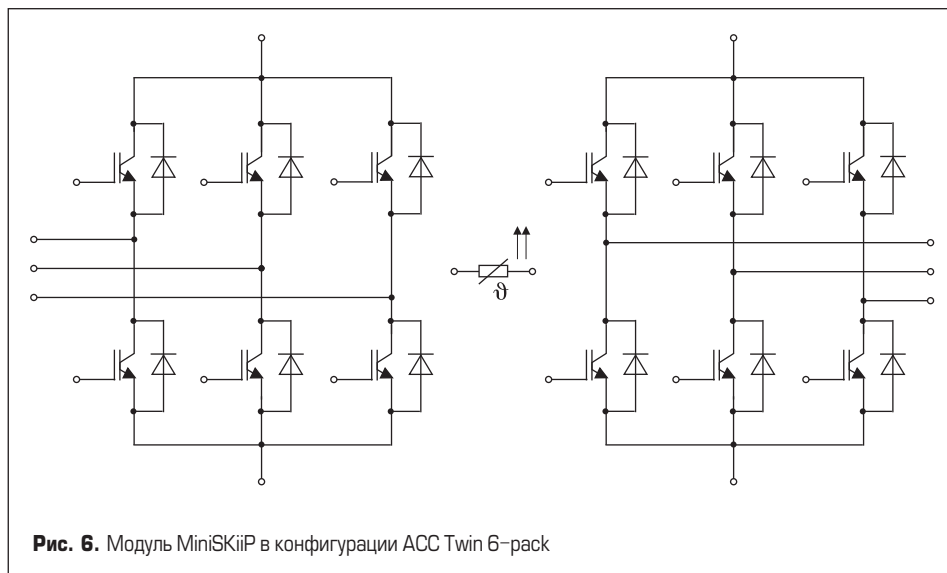 ϑ
Рис. 6. Модуль MiniSKiiP в конфигурации ACC Twin 6-pack